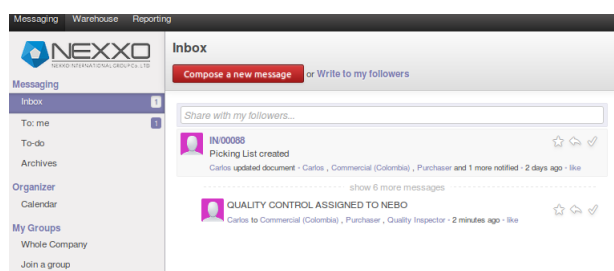 Messaging Warehouse Reporting
NEXXO
NEXXO INTERNATIONAL GROUP Co. LTD
Messaging
Inbox 1
To: me 1
To-do
Archives
Organizer
Calendar
My Groups
Whole Company
Join a group
Inbox
Compose a new message or Write to my followers
Share with my followers...
IN/00088
Picking List created
Carlos updated document - Carlos , Commercial (Colombia) , Purchaser and 1 more notified - 2 days ago - like
show 6 more messages
QUALITY CONTROL ASSIGNED TO NEBO
Carlos to Commercial (Colombia) , Purchaser , Quality Inspector - 2 minutes ago - like